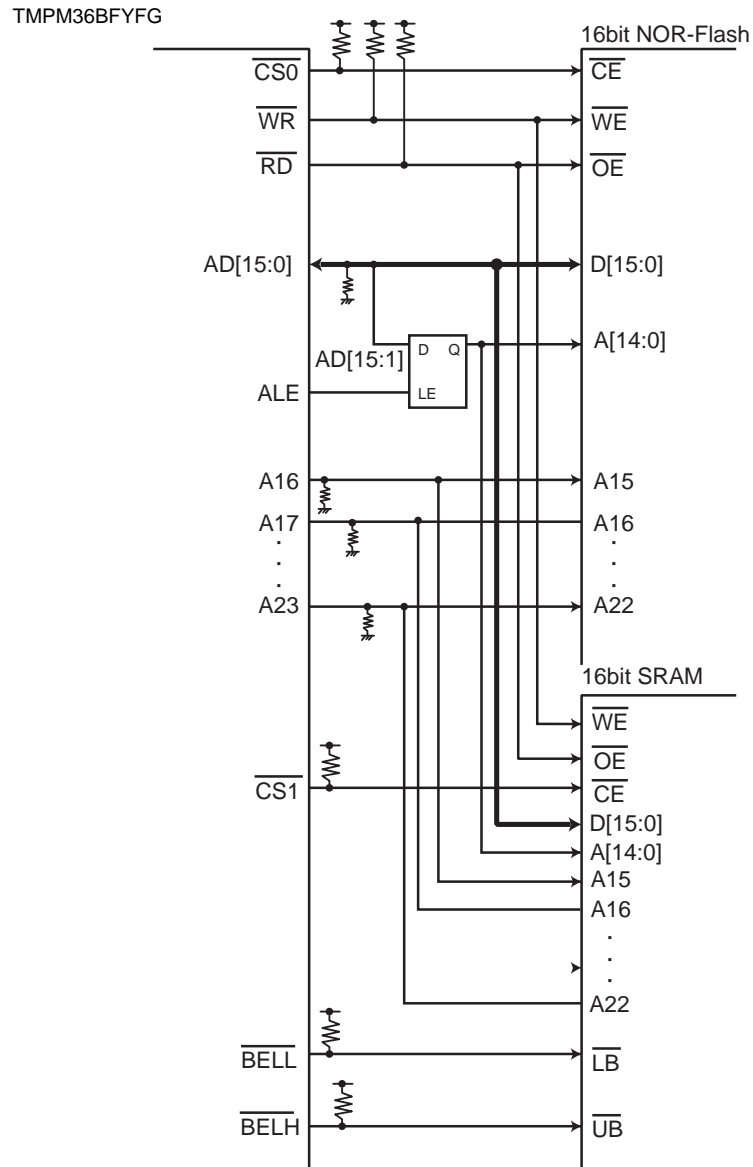 TMPM36BFYFG
16bit NOR-Flash
CS0
CE
WR
WE
RD
OE
AD[15:0]
D[15:0]
D Q
A[14:0]
AD[15:1]
ALE
LE
A16
A15
A17
A16
.
.
.
.
.
.
A23
A22
16bit SRAM
WE
OE
CS1
CE
D[15:0]
A[14:0]
A15
A16
.
.
.
A22
BELL
LB
BELH
UB